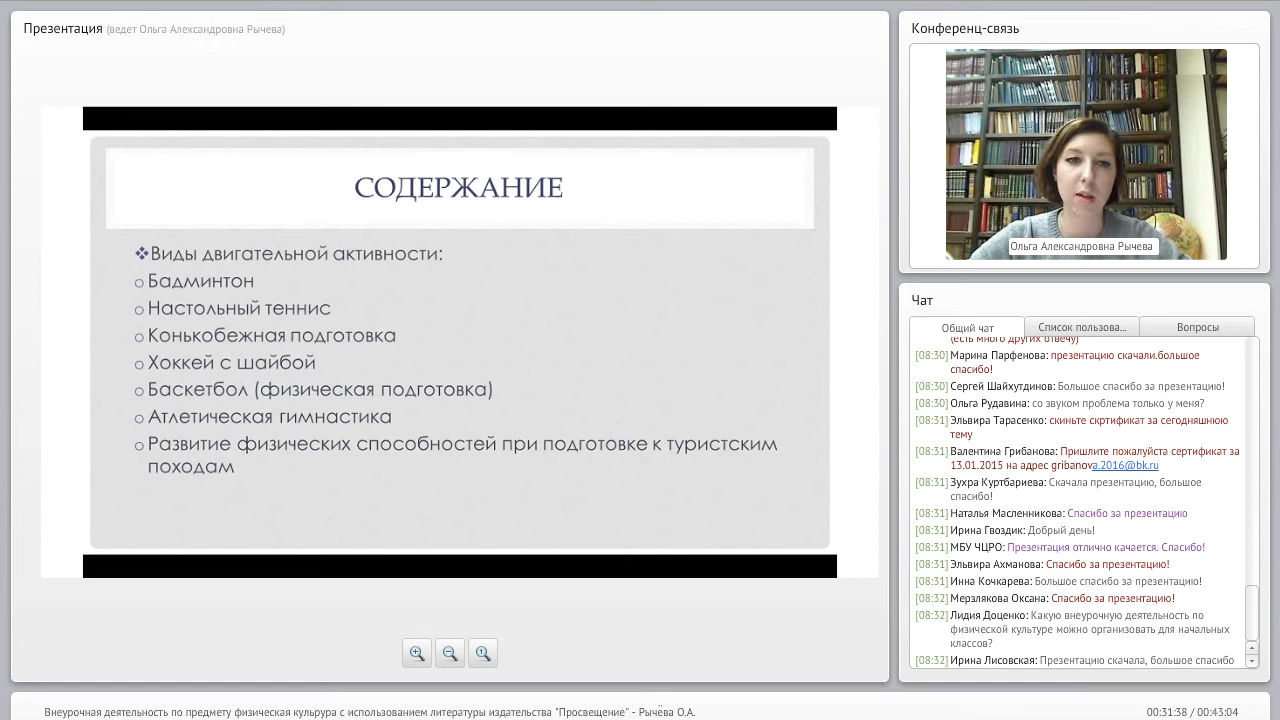 Презентация (ведет Ольга Александровна Рычева)
СОДЕРЖАНИЕ
Виды двигательной активности:
Бадминтон
Настольный теннис
Конькобежная подготовка
Хоккей с шайбой
Баскетбол (физическая подготовка)
Атлетическая гимнастика
Развитие физических способностей при подготовке к туристским
походам
Конференц-связь
Ольга Александровна Рычева
Чат
Общий чат
Список пользова...
Вопросы
(есть много других отвечу)
[08:30] Марина Парфенова: презентацию скачали.большое
спасибо!
[08:30] Сергей Шайхутдинов: Большое спасибо за презентацию!
[08:30] Ольга Рудавина: со звуком проблема только у меня?
[08:31] Эльвира Тарасенко: скиньте скртификат за сегодняшнюю
тему
[08:31] Валентина Грибанова: Пришлите пожалуйста сертификат за
13.01.2015 на адрес gribanova.2016@bk.ru
[08:31] Зухра Куртбариева: Скачала презентацию, большое
спасибо!
[08:31] Наталья Масленникова: Спасибо за презентацию
[08:31] Ирина Гвоздик: Добрый день!
[08:31] МБУ ЧЦРО: Презентация отлично качается. Спасибо!
[08:31] Эльвира Ахманова: Спасибо за презентацию!
[08:31] Инна Кочкарева: Большое спасибо за презентацию!
[08:32] Мерзлякова Оксана: Спасибо за презентацию!
[08:32] Лидия Доценко: Какую внеурочную деятельность по
физической культуре можно организовать для начальных
классов?
[08:32] Ирина Лисовская: Презентацию скачала, большое спасибо
Внеурочная деятельность по предмету физическая кульрура с использованием литературы издательства "Просвещение" - Рычёва О.А.
00:31:38 / 00:43:04